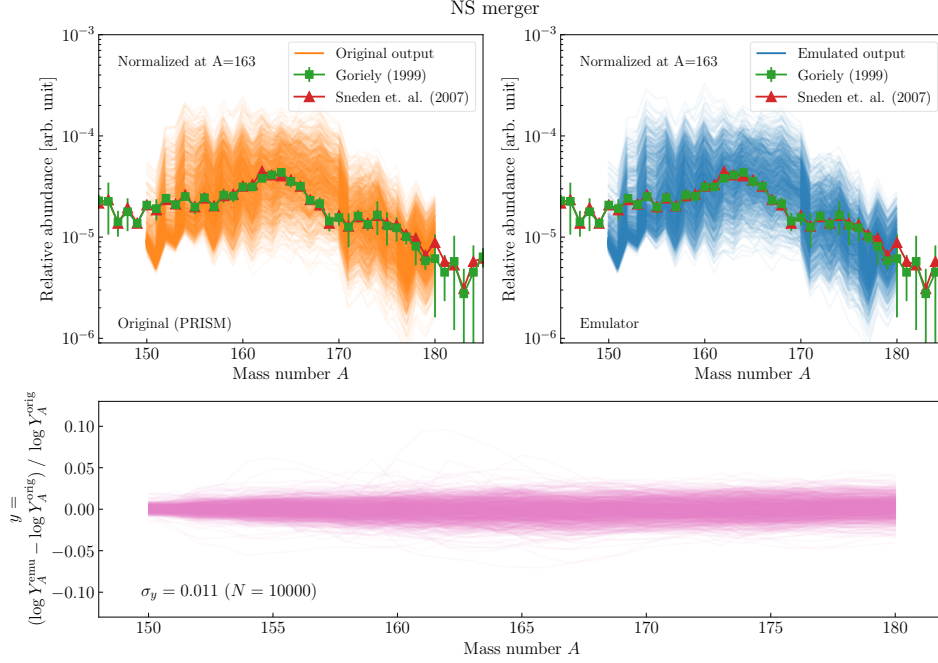 NS merger
Relative abundance [arb. unit]
10⁻³
10⁻⁴
10⁻⁵
10⁻⁶
Normalized at A=163
Original output
Goriely (1999)
Sneden et. al. (2007)
Original (PRISM)
150
160
170
180
Mass number A
Relative abundance [arb. unit]
10⁻³
10⁻⁴
10⁻⁵
10⁻⁶
Normalized at A=163
Emulated output
Goriely (1999)
Sneden et. al. (2007)
Emulator
150
160
170
180
Mass number A
y =
(log Y_A^emu − log Y_A^orig) / log Y_A^orig
0.10
0.05
0.00
−0.05
−0.10
σ_y = 0.011 (N = 10000)
150
155
160
165
170
175
180
Mass number A